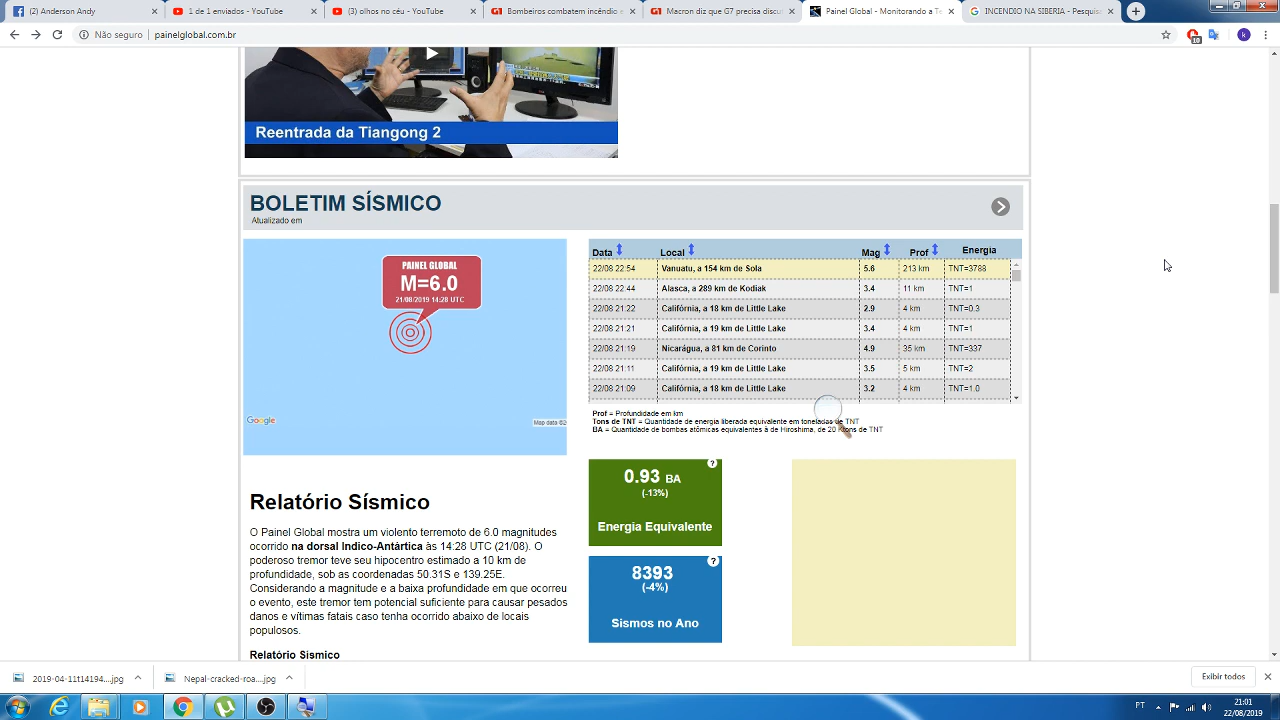 (2) Anderson Andy
1 de 1 enviados - YouTube
(3) olhos no céu - YouTube
Bombeiros combatem incêndio e
Macron diz que G7 precisa disc
Painel Global - Monitorando a Te
INCENDIO NA SIBERIA - Pesquis
Não seguro
painelglobal.com.br
10
k
Reentrada da Tiangong 2
BOLETIM SÍSMICO
Atualizado em
PAINEL GLOBAL
M=6.0
21/08/2019 14:28 UTC
Google
Map data ©20
Data Local Mag Prof Energia
22/08 22:54 Vanuatu, a 154 km de Sola 5.6 213 km TNT=3788
22/08 22:44 Alasca, a 289 km de Kodiak 3.4 11 km TNT=1
22/08 21:22 Califórnia, a 18 km de Little Lake 2.9 4 km TNT=0.3
22/08 21:21 Califórnia, a 19 km de Little Lake 3.4 4 km TNT=1
22/08 21:19 Nicarágua, a 81 km de Corinto 4.9 35 km TNT=337
22/08 21:11 Califórnia, a 19 km de Little Lake 3.5 5 km TNT=2
22/08 21:09 Califórnia, a 18 km de Little Lake 3.2 4 km TNT=1.0
Prof = Profundidade em km
Tons de TNT = Quantidade de energia liberada equivalente em toneladas de TNT
BA = Quantidade de bombas atômicas equivalentes à de Hiroshima, de 20 Ktons de TNT
0.93 BA
(-13%)
Energia Equivalente
?
8393
(-4%)
Sismos no Ano
?
Relatório Sísmico
O Painel Global mostra um violento terremoto de 6.0 magnitudes
ocorrido na dorsal Indico-Antártica às 14:28 UTC (21/08). O
poderoso tremor teve seu hipocentro estimado a 10 km de
profundidade, sob as coordenadas 50.31S e 139.25E.
Considerando a magnitude e a baixa profundidade em que ocorreu
o evento, este tremor tem potencial suficiente para causar pesados
danos e vítimas fatais caso tenha ocorrido abaixo de locais
populosos.
Relatório Sísmico
2019-04-11t14194....jpg
Nepal-cracked-roa....jpg
Exibir todos
PT
21:01
22/08/2019